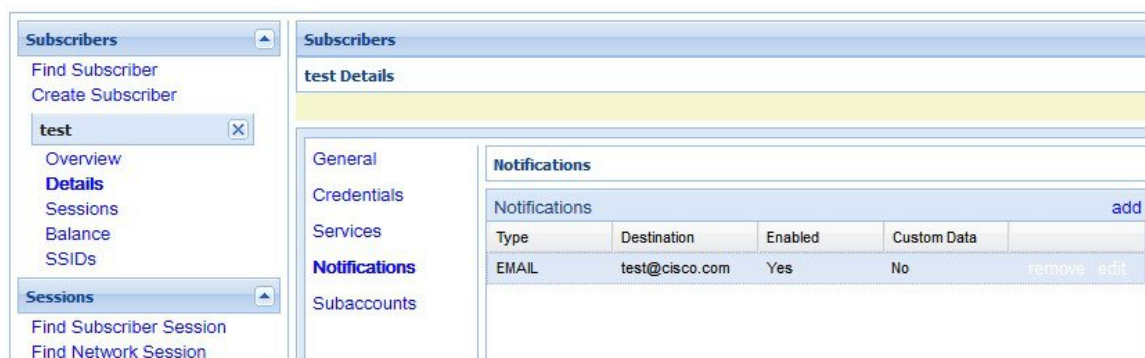 Subscribers
Find Subscriber
Create Subscriber
test
Overview
Details
Sessions
Balance
SSIDs
Sessions
Find Subscriber Session
Find Network Session
Subscribers
test Details
General
Credentials
Services
Notifications
Subaccounts
Notifications
Notifications add
Type Destination Enabled Custom Data
EMAIL test@cisco.com Yes No remove edit